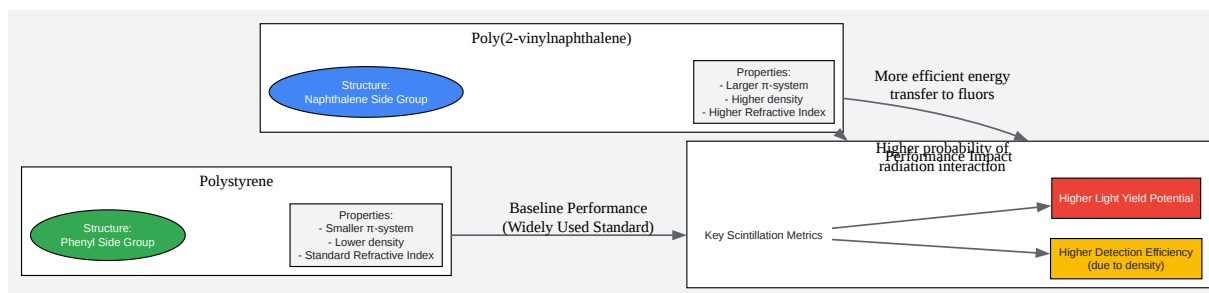 Poly(2-vinylnaphthalene)
Structure:
Naphthalene Side Group
Properties:
- Larger π-system
- Higher density
- Higher Refractive Index
More efficient energy
transfer to fluors
Higher probability of
radiation interaction
Performance Impact
Polystyrene
Structure:
Phenyl Side Group
Properties:
- Smaller π-system
- Lower density
- Standard Refractive Index
Baseline Performance
(Widely Used Standard)
Key Scintillation Metrics
Higher Light Yield Potential
Higher Detection Efficiency
(due to density)